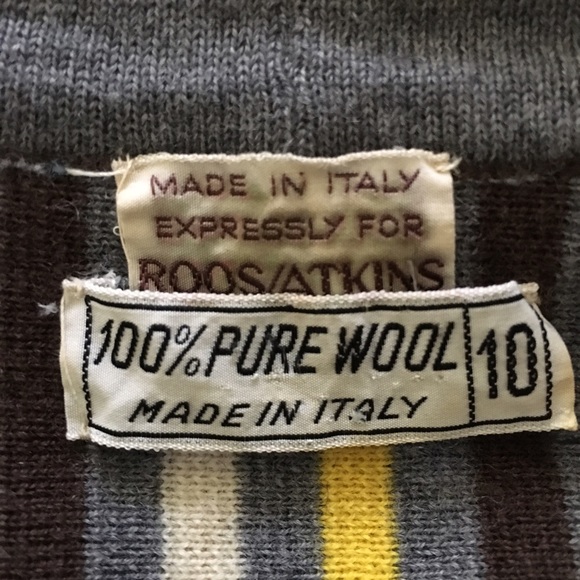 MADE IN ITALY
EXPRESSLY FOR
ROOS/ATKINS
100% PURE WOOL
10
MADE IN ITALY